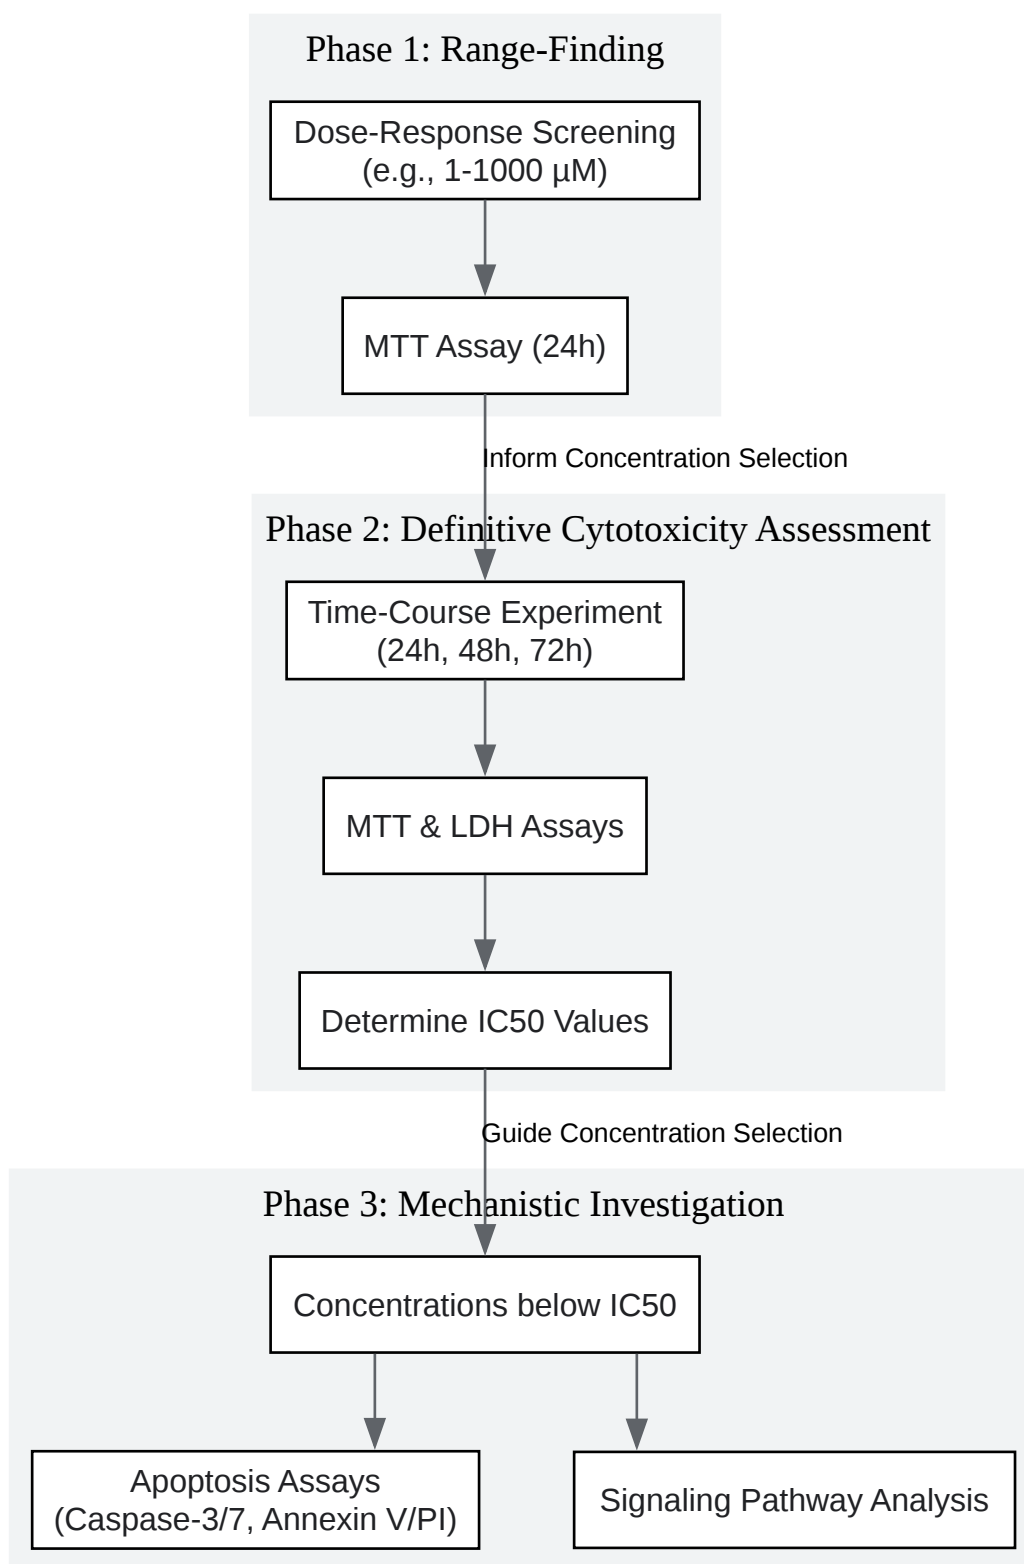 Phase 1: Range-Finding
Dose-Response Screening
(e.g., 1-1000 µM)
MTT Assay (24h)
Inform Concentration Selection
Phase 2: Definitive Cytotoxicity Assessment
Time-Course Experiment
(24h, 48h, 72h)
MTT & LDH Assays
Determine IC50 Values
Guide Concentration Selection
Phase 3: Mechanistic Investigation
Concentrations below IC50
Apoptosis Assays
(Caspase-3/7, Annexin V/PI)
Signaling Pathway Analysis